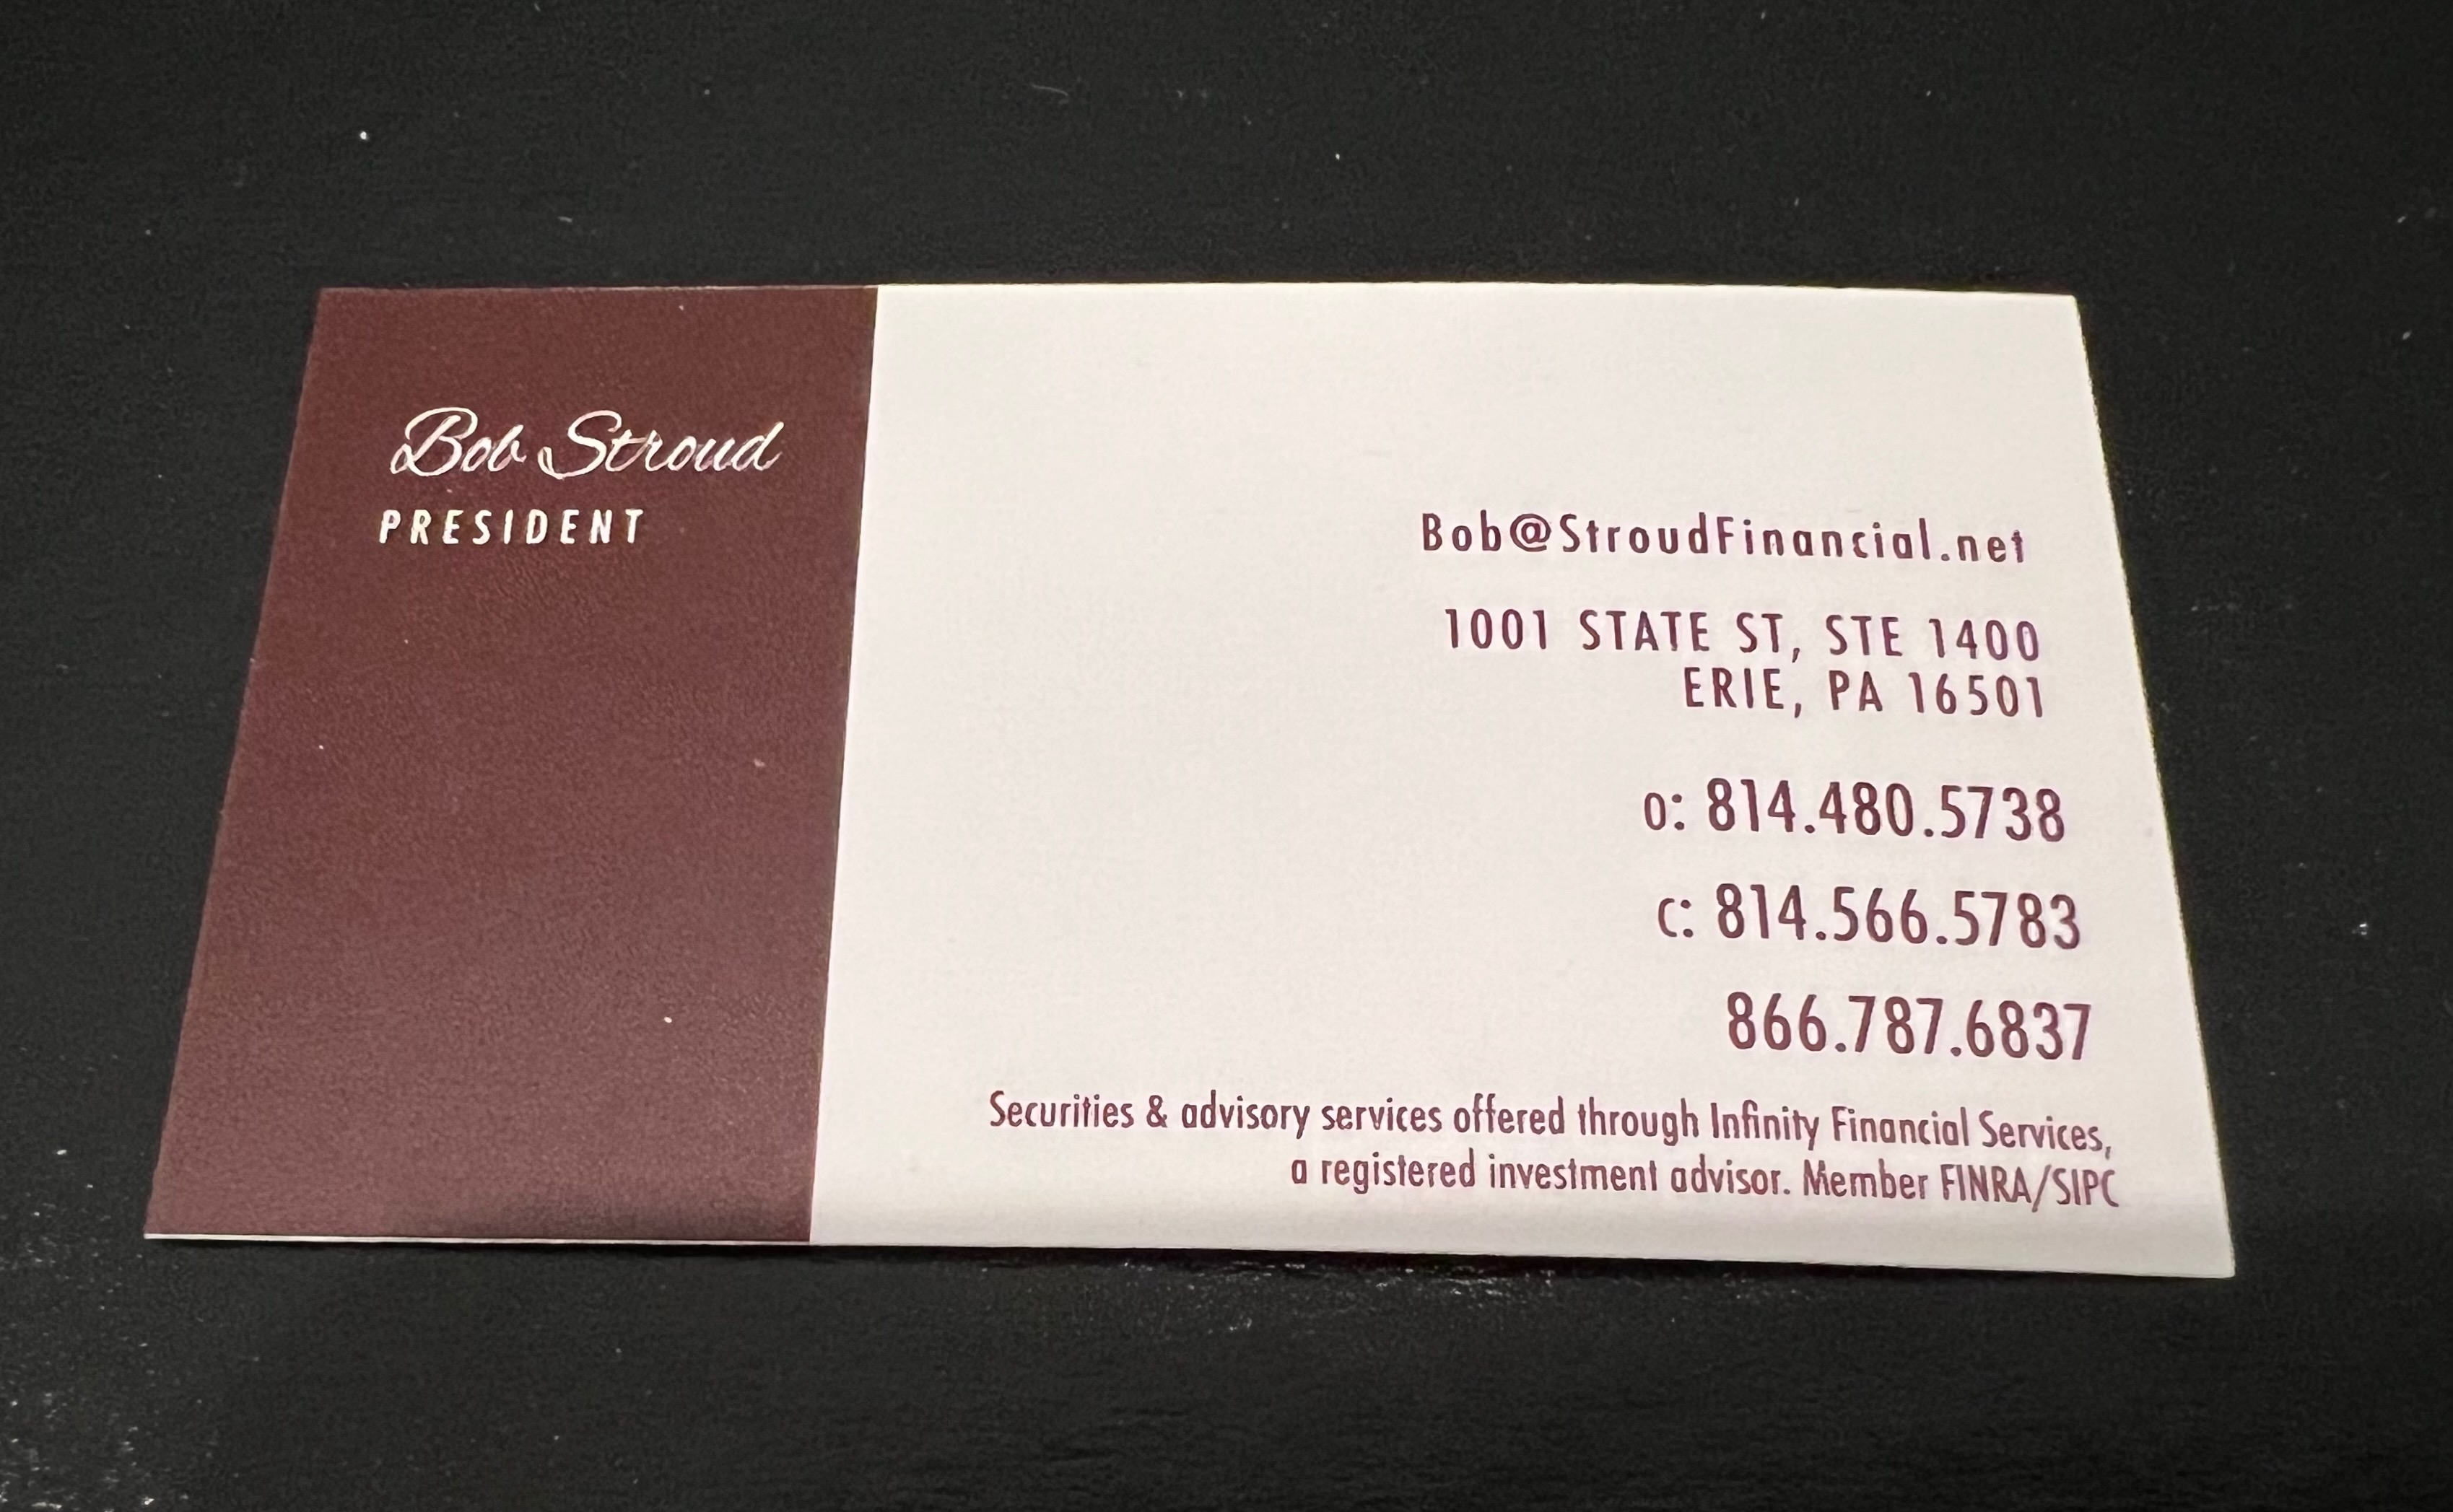 Bob Stroud
PRESIDENT
Bob@StroudFinancial.net
1001 STATE ST, STE 1400
ERIE, PA 16501
o: 814.480.5738
c: 814.566.5783
866.787.6837
Securities & advisory services offered through Infinity Financial Services,
a registered investment advisor. Member FINRA/SIPC